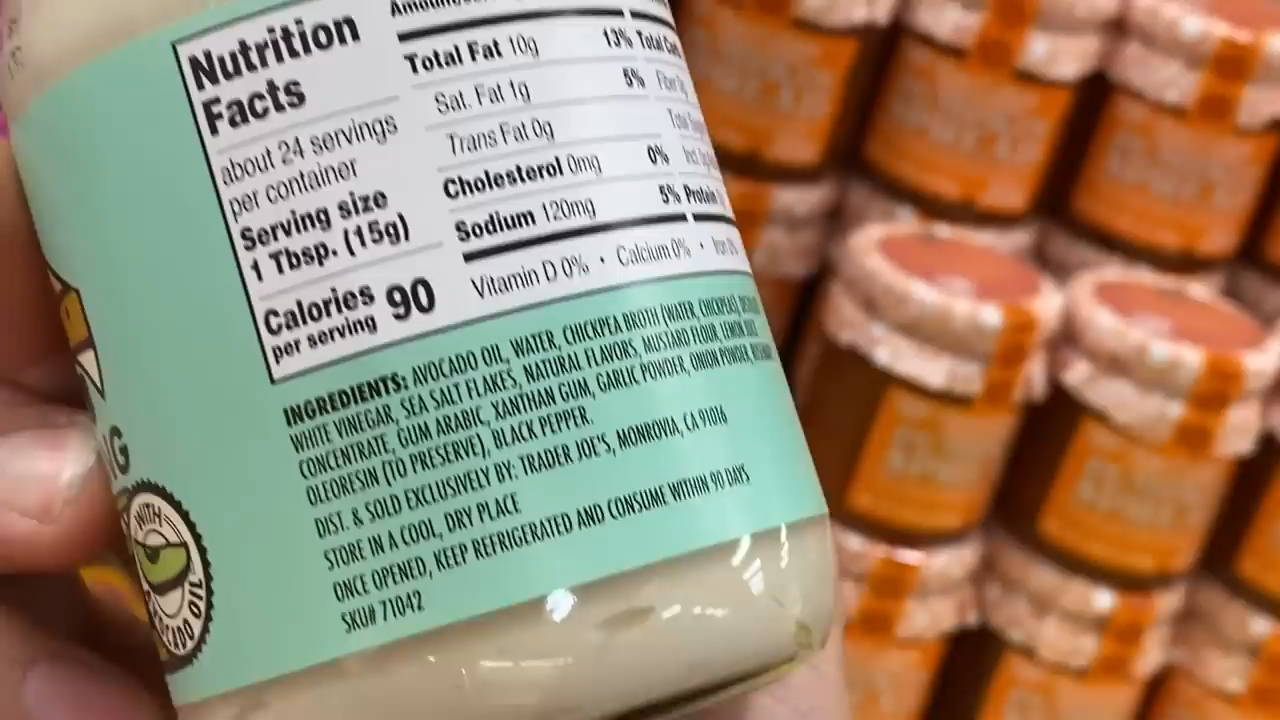 Nutrition
Facts
about 24 servings
per container
Serving size
1 Tbsp. (15g)
Calories
per serving 90
Total Fat 10g 13%
Sat. Fat 1g 5%
Trans Fat 0g
Cholesterol 0mg 0%
Sodium 120mg 5%
Total
Fiber
Total
Protein
Vitamin D 0% • Calcium 0% •
INGREDIENTS: AVOCADO OIL, WATER, CHICKPEA BROTH (WATER, CHICKPEAS),
WHITE VINEGAR, SEA SALT FLAKES, NATURAL FLAVORS, MUSTARD FLOUR, LEMON JUICE
CONCENTRATE, GUM ARABIC, XANTHAN GUM, GARLIC POWDER, ONION POWDER,
OLEORESIN (TO PRESERVE), BLACK PEPPER.
DIST. & SOLD EXCLUSIVELY BY: TRADER JOE'S, MONROVIA, CA 91016
STORE IN A COOL, DRY PLACE
ONCE OPENED, KEEP REFRIGERATED AND CONSUME WITHIN 90 DAYS
SKU# 71042
WITH
AVOCADO OIL